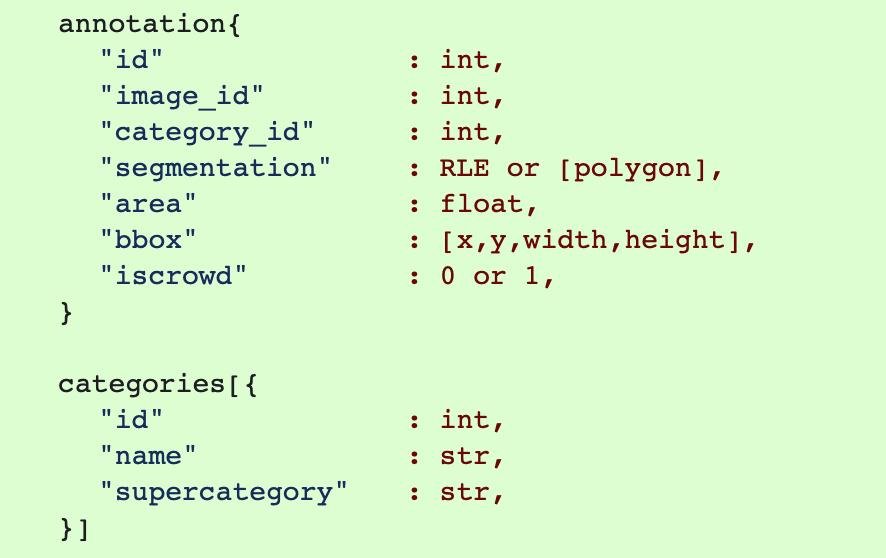 annotation{
"id" : int,
"image_id" : int,
"category_id" : int,
"segmentation" : RLE or [polygon],
"area" : float,
"bbox" : [x,y,width,height],
"iscrowd" : 0 or 1,
}
categories[{
"id" : int,
"name" : str,
"supercategory" : str,
}]